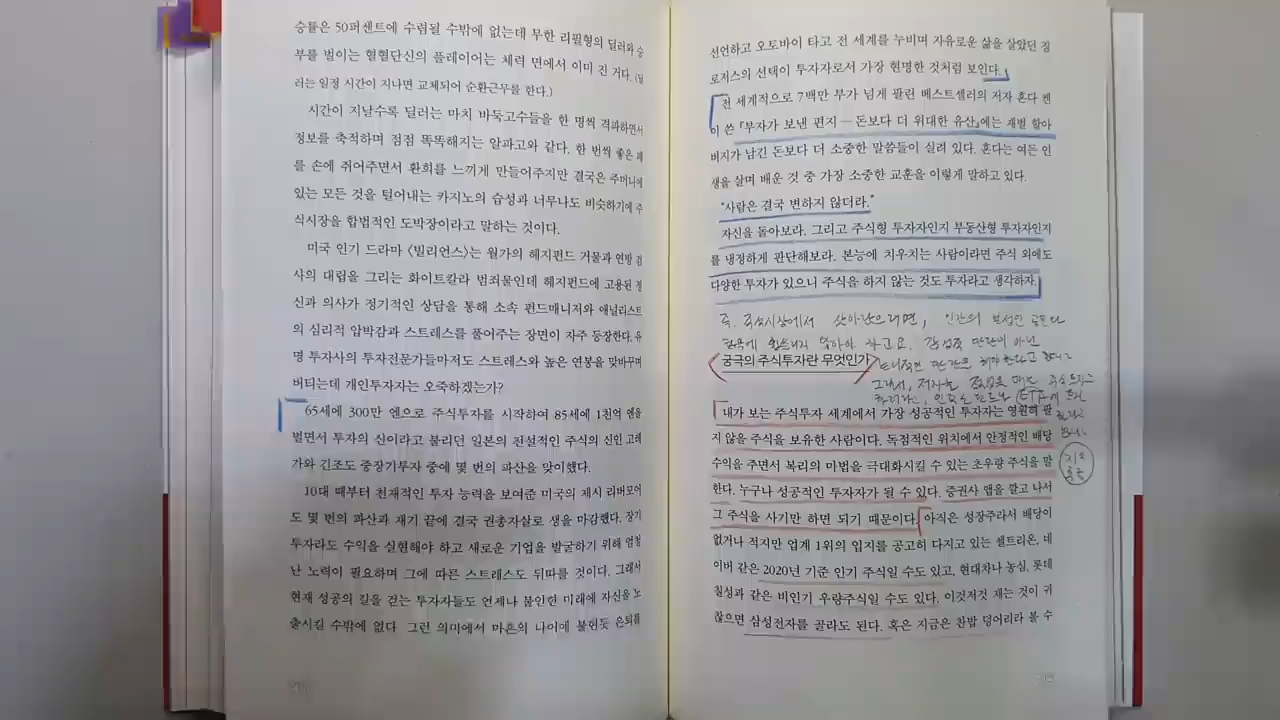 승률은 50퍼센트에 수렴될 수밖에 없는데 무한 리필형의 딜러와 승
부를 벌이는 혈혈단신의 플레이어는 체력 면에서 이미 진 거다. (딜
러는 일정 시간이 지나면 교체되어 순환근무를 한다.)
시간이 지날수록 딜러는 마치 바둑고수들을 한 명씩 격파하면서
정보를 축적하며 점점 똑똑해지는 알파고와 같다. 한 번씩 좋은 패
를 손에 쥐어주면서 환희를 느끼게 만들어주지만 결국은 주머니에
있는 모든 것을 털어내는 카지노의 습성과 너무나도 비슷하기에 주
식시장을 합법적인 도박장이라고 말하는 것이다.
미국 인기 드라마 〈빌리언스〉는 월가의 헤지펀드 거물과 연방 검
사의 대립을 그리는 화이트칼라 범죄물인데 헤지펀드에 고용된 정
신과 의사가 정기적인 상담을 통해 소속 펀드매니저와 애널리스트
의 심리적 압박감과 스트레스를 풀어주는 장면이 자주 등장한다. 유
명 투자사의 투자전문가들마저도 스트레스와 높은 연봉을 맞바꾸며
버티는데 개인투자자는 오죽하겠는가?
65세에 300만 엔으로 주식투자를 시작하여 85세에 1천억 엔을
벌면서 투자의 신이라고 불리던 일본의 전설적인 주식의 신인 고레
가와 긴조도 중장기투자 중에 몇 번의 파산을 맞이했다.
10대 때부터 천재적인 투자 능력을 보여준 미국의 제시 리버모어
도 몇 번의 파산과 재기 끝에 결국 권총자살로 생을 마감했다. 장기
투자라도 수익을 실현해야 하고 새로운 기업을 발굴하기 위해 엄청
난 노력이 필요하며 그에 따른 스트레스도 뒤따를 것이다. 그래서
현재 성공의 길을 걷는 투자자들도 언제나 불안한 미래에 자신을 노
출시킬 수밖에 없다. 그런 의미에서 마흔의 나이에 불현듯 은퇴를
선언하고 오토바이 타고 전 세계를 누비며 자유로운 삶을 살았던 짐
로저스의 선택이 투자자로서 가장 현명한 것처럼 보인다.
전 세계적으로 7백만 부가 넘게 팔린 베스트셀러의 저자 혼다 켄
이 쓴 『부자가 보낸 편지 — 돈보다 더 위대한 유산』에는 재벌 할아
버지가 남긴 돈보다 더 소중한 말씀들이 실려 있다. 혼다는 여든 인
생을 살며 배운 것 중 가장 소중한 교훈을 이렇게 말하고 있다.
“사람은 결국 변하지 않더라.”
자신을 돌아보라. 그리고 주식형 투자자인지 부동산형 투자자인지
를 냉정하게 판단해보라. 본능에 치우치는 사람이라면 주식 외에도
다양한 투자가 있으니 주식을 하지 않는 것도 투자라고 생각하자.
즉, 주식시장에서 살아남으려면, 인간의 본성인
궁극의 주식투자란 무엇인가
내가 보는 주식투자 세계에서 가장 성공적인 투자자는 영원히 팔
지 않을 주식을 보유한 사람이다. 독점적인 위치에서 안정적인 배당
수익을 주면서 복리의 마법을 극대화시킬 수 있는 초우량 주식을 말
한다. 누구나 성공적인 투자자가 될 수 있다. 증권사 앱을 깔고 나서
그 주식을 사기만 하면 되기 때문이다. 아직은 성장주라서 배당이
없거나 적지만 업계 1위의 입지를 공고히 다지고 있는 셀트리온, 네
이버 같은 2020년 기준 인기 주식일 수도 있고, 현대차나 농심, 롯데
칠성과 같은 비인기 우량주식일 수도 있다. 이것저것 재는 것이 귀
찮으면 삼성전자를 골라도 된다. 혹은 지금은 찬밥 덩어리라 볼 수